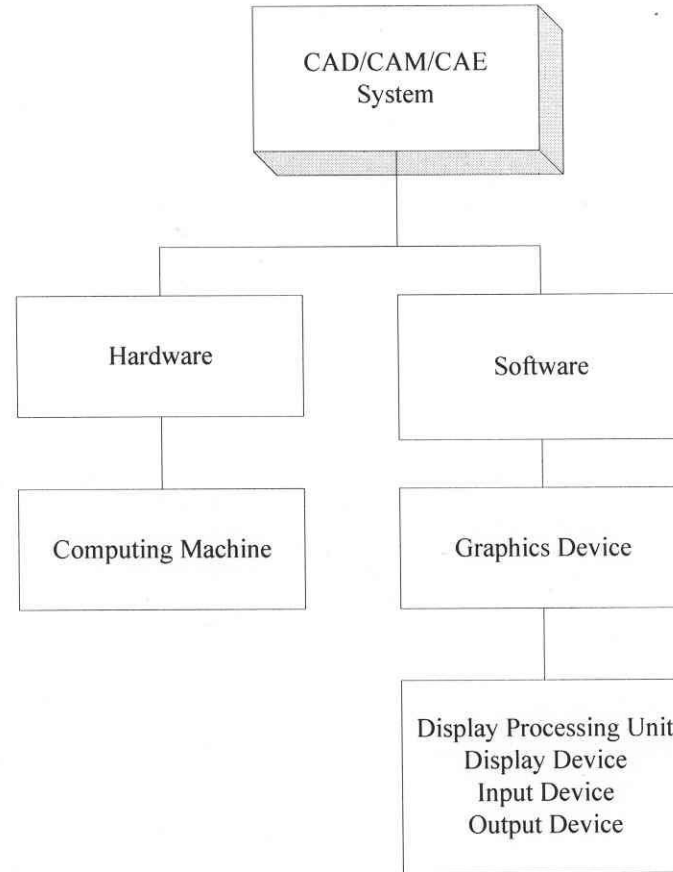 CAD/CAM/CAE
System
Hardware
Software
Computing Machine
Graphics Device
Display Processing Unit
Display Device
Input Device
Output Device